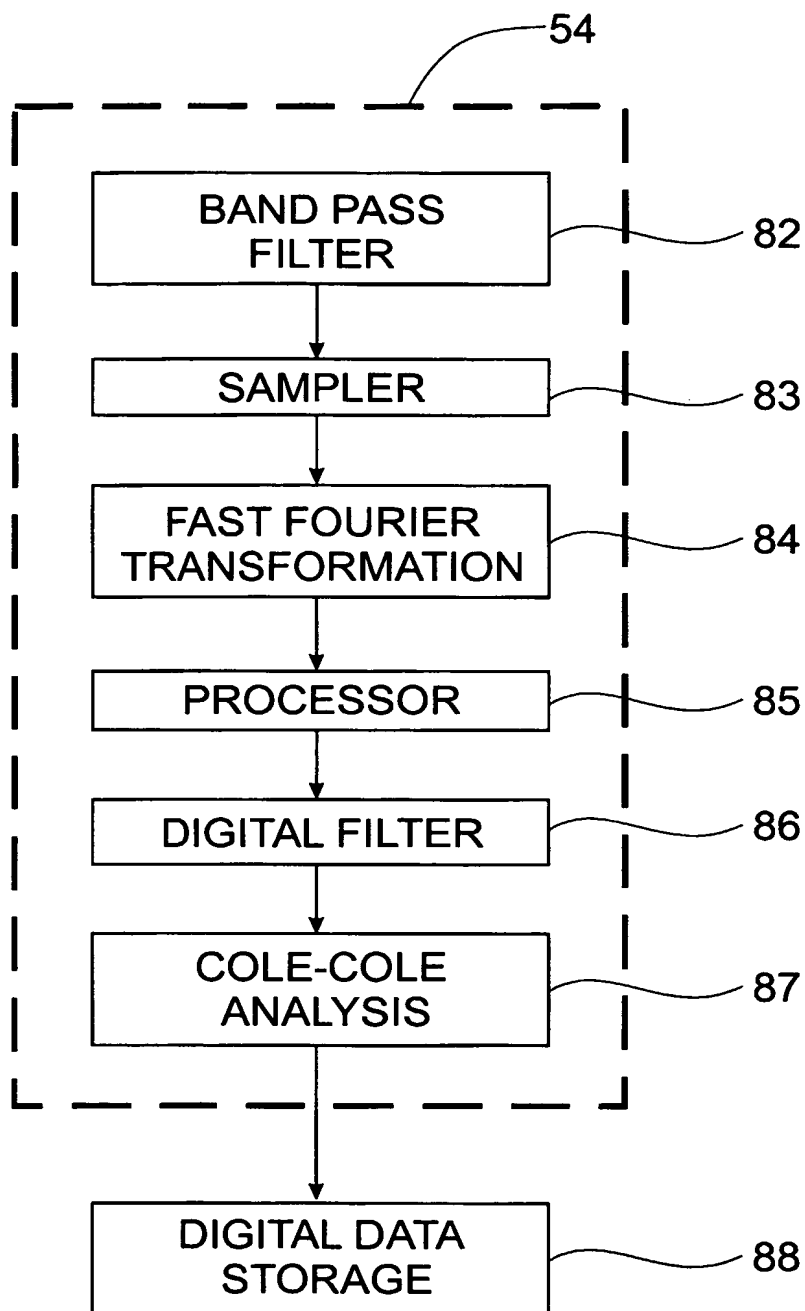 54
BAND PASS
FILTER
82
SAMPLER
83
FAST FOURIER
TRANSFORMATION
84
PROCESSOR
85
DIGITAL FILTER
86
COLE-COLE
ANALYSIS
87
DIGITAL DATA
STORAGE
88